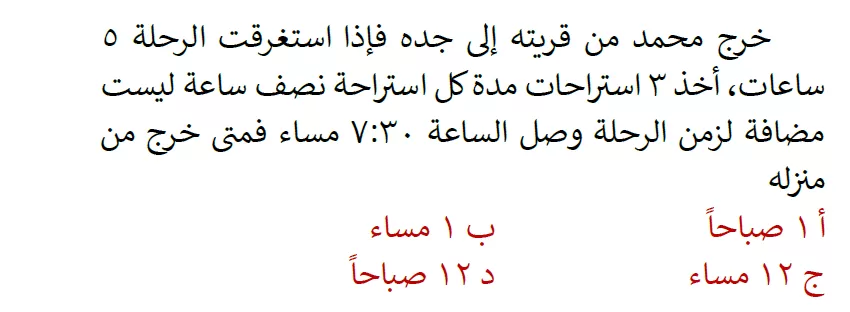 خرج محمد من قريته إلى جده فإذا استغرقت الرحلة ٥
ساعات، أخذ ٣ استراحات مدة كل استراحة نصف ساعة ليست
مضافة لزمن الرحلة وصل الساعة ٧:٣٠ مساء فمتى خرج من
منزله
أ ١ صباحاً ب ١ مساء
ج ١٢ مساء د ١٢ صباحاً